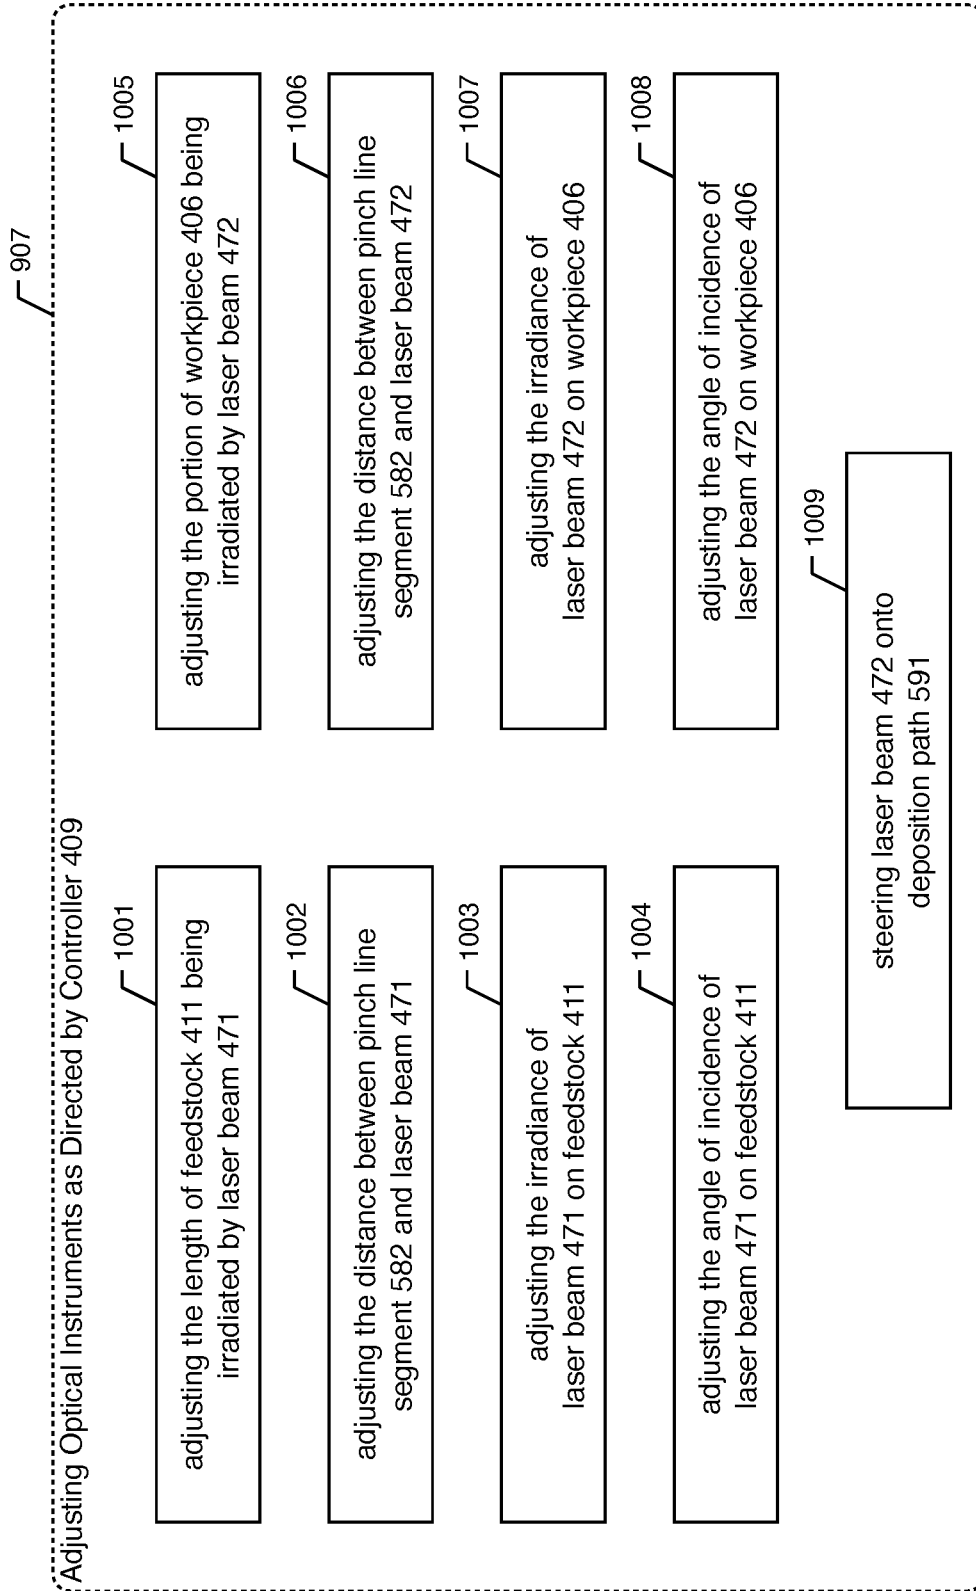 907
Adjusting Optical Instruments as Directed by Controller 409
1001
adjusting the length of feedstock 411 being
irradiated by laser beam 471
1002
adjusting the distance between pinch line
segment 582 and laser beam 471
1003
adjusting the irradiance of
laser beam 471 on feedstock 411
1004
adjusting the angle of incidence of
laser beam 471 on feedstock 411
1005
adjusting the portion of workpiece 406 being
irradiated by laser beam 472
1006
adjusting the distance between pinch line
segment 582 and laser beam 472
1007
adjusting the irradiance of
laser beam 472 on workpiece 406
1008
adjusting the angle of incidence of
laser beam 472 on workpiece 406
1009
steering laser beam 472 onto
deposition path 591